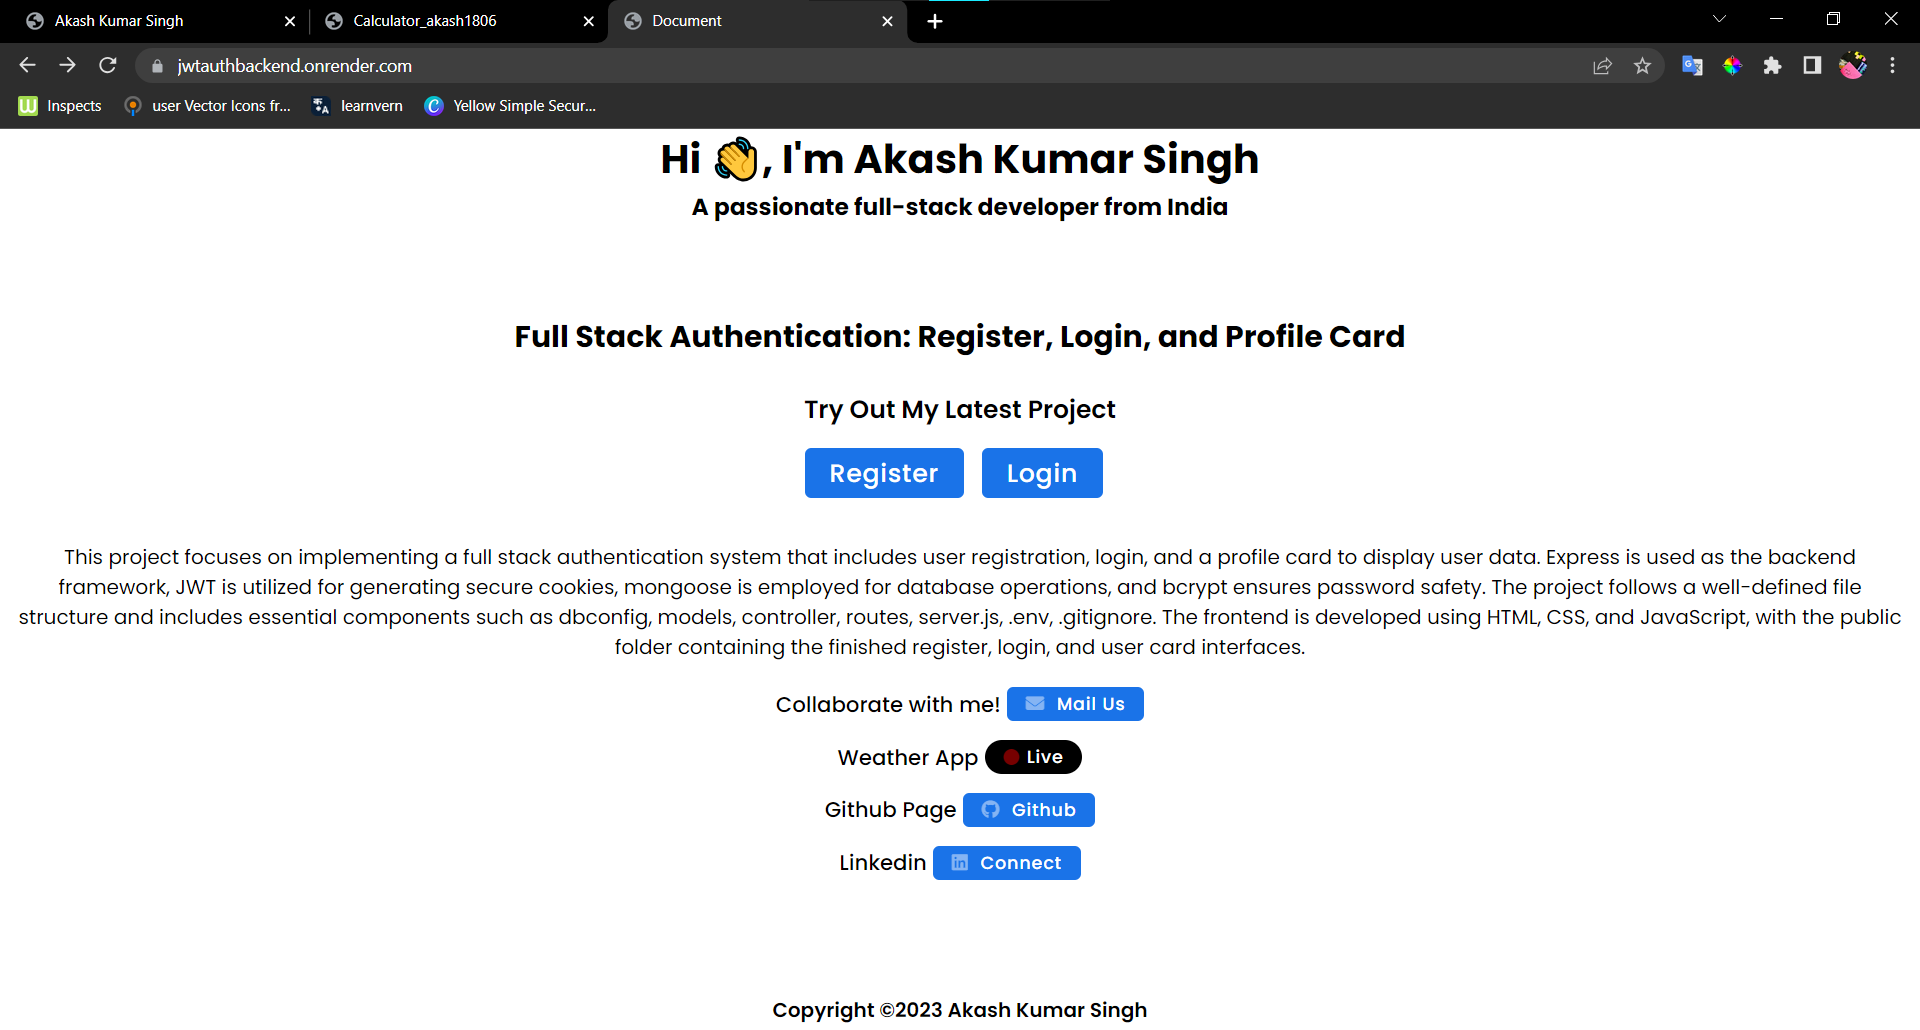 Akash Kumar Singh
Calculator_akash1806
Document
jwtauthbackend.onrender.com
Inspects
user Vector Icons fr...
learnvern
Yellow Simple Secur...
Hi 👋, I'm Akash Kumar Singh
A passionate full-stack developer from India
Full Stack Authentication: Register, Login, and Profile Card
Try Out My Latest Project
Register Login
This project focuses on implementing a full stack authentication system that includes user registration, login, and a profile card to display user data. Express is used as the backend
framework, JWT is utilized for generating secure cookies, mongoose is employed for database operations, and bcrypt ensures password safety. The project follows a well-defined file
structure and includes essential components such as dbconfig, models, controller, routes, server.js, .env, .gitignore. The frontend is developed using HTML, CSS, and JavaScript, with the public
folder containing the finished register, login, and user card interfaces.
Collaborate with me! Mail Us
Weather App Live
Github Page Github
Linkedin Connect
Copyright ©2023 Akash Kumar Singh